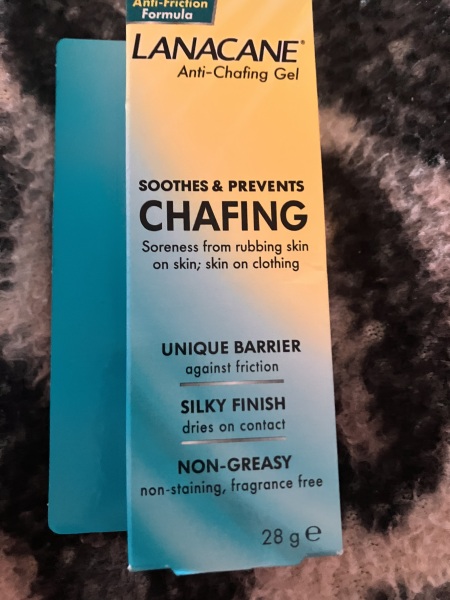 Anti-Friction
Formula
LANACANE®
Anti-Chafing Gel
SOOTHES & PREVENTS
CHAFING
Soreness from rubbing skin
on skin; skin on clothing
UNIQUE BARRIER
against friction
SILKY FINISH
dries on contact
NON-GREASY
non-staining, fragrance free
28 g ℮